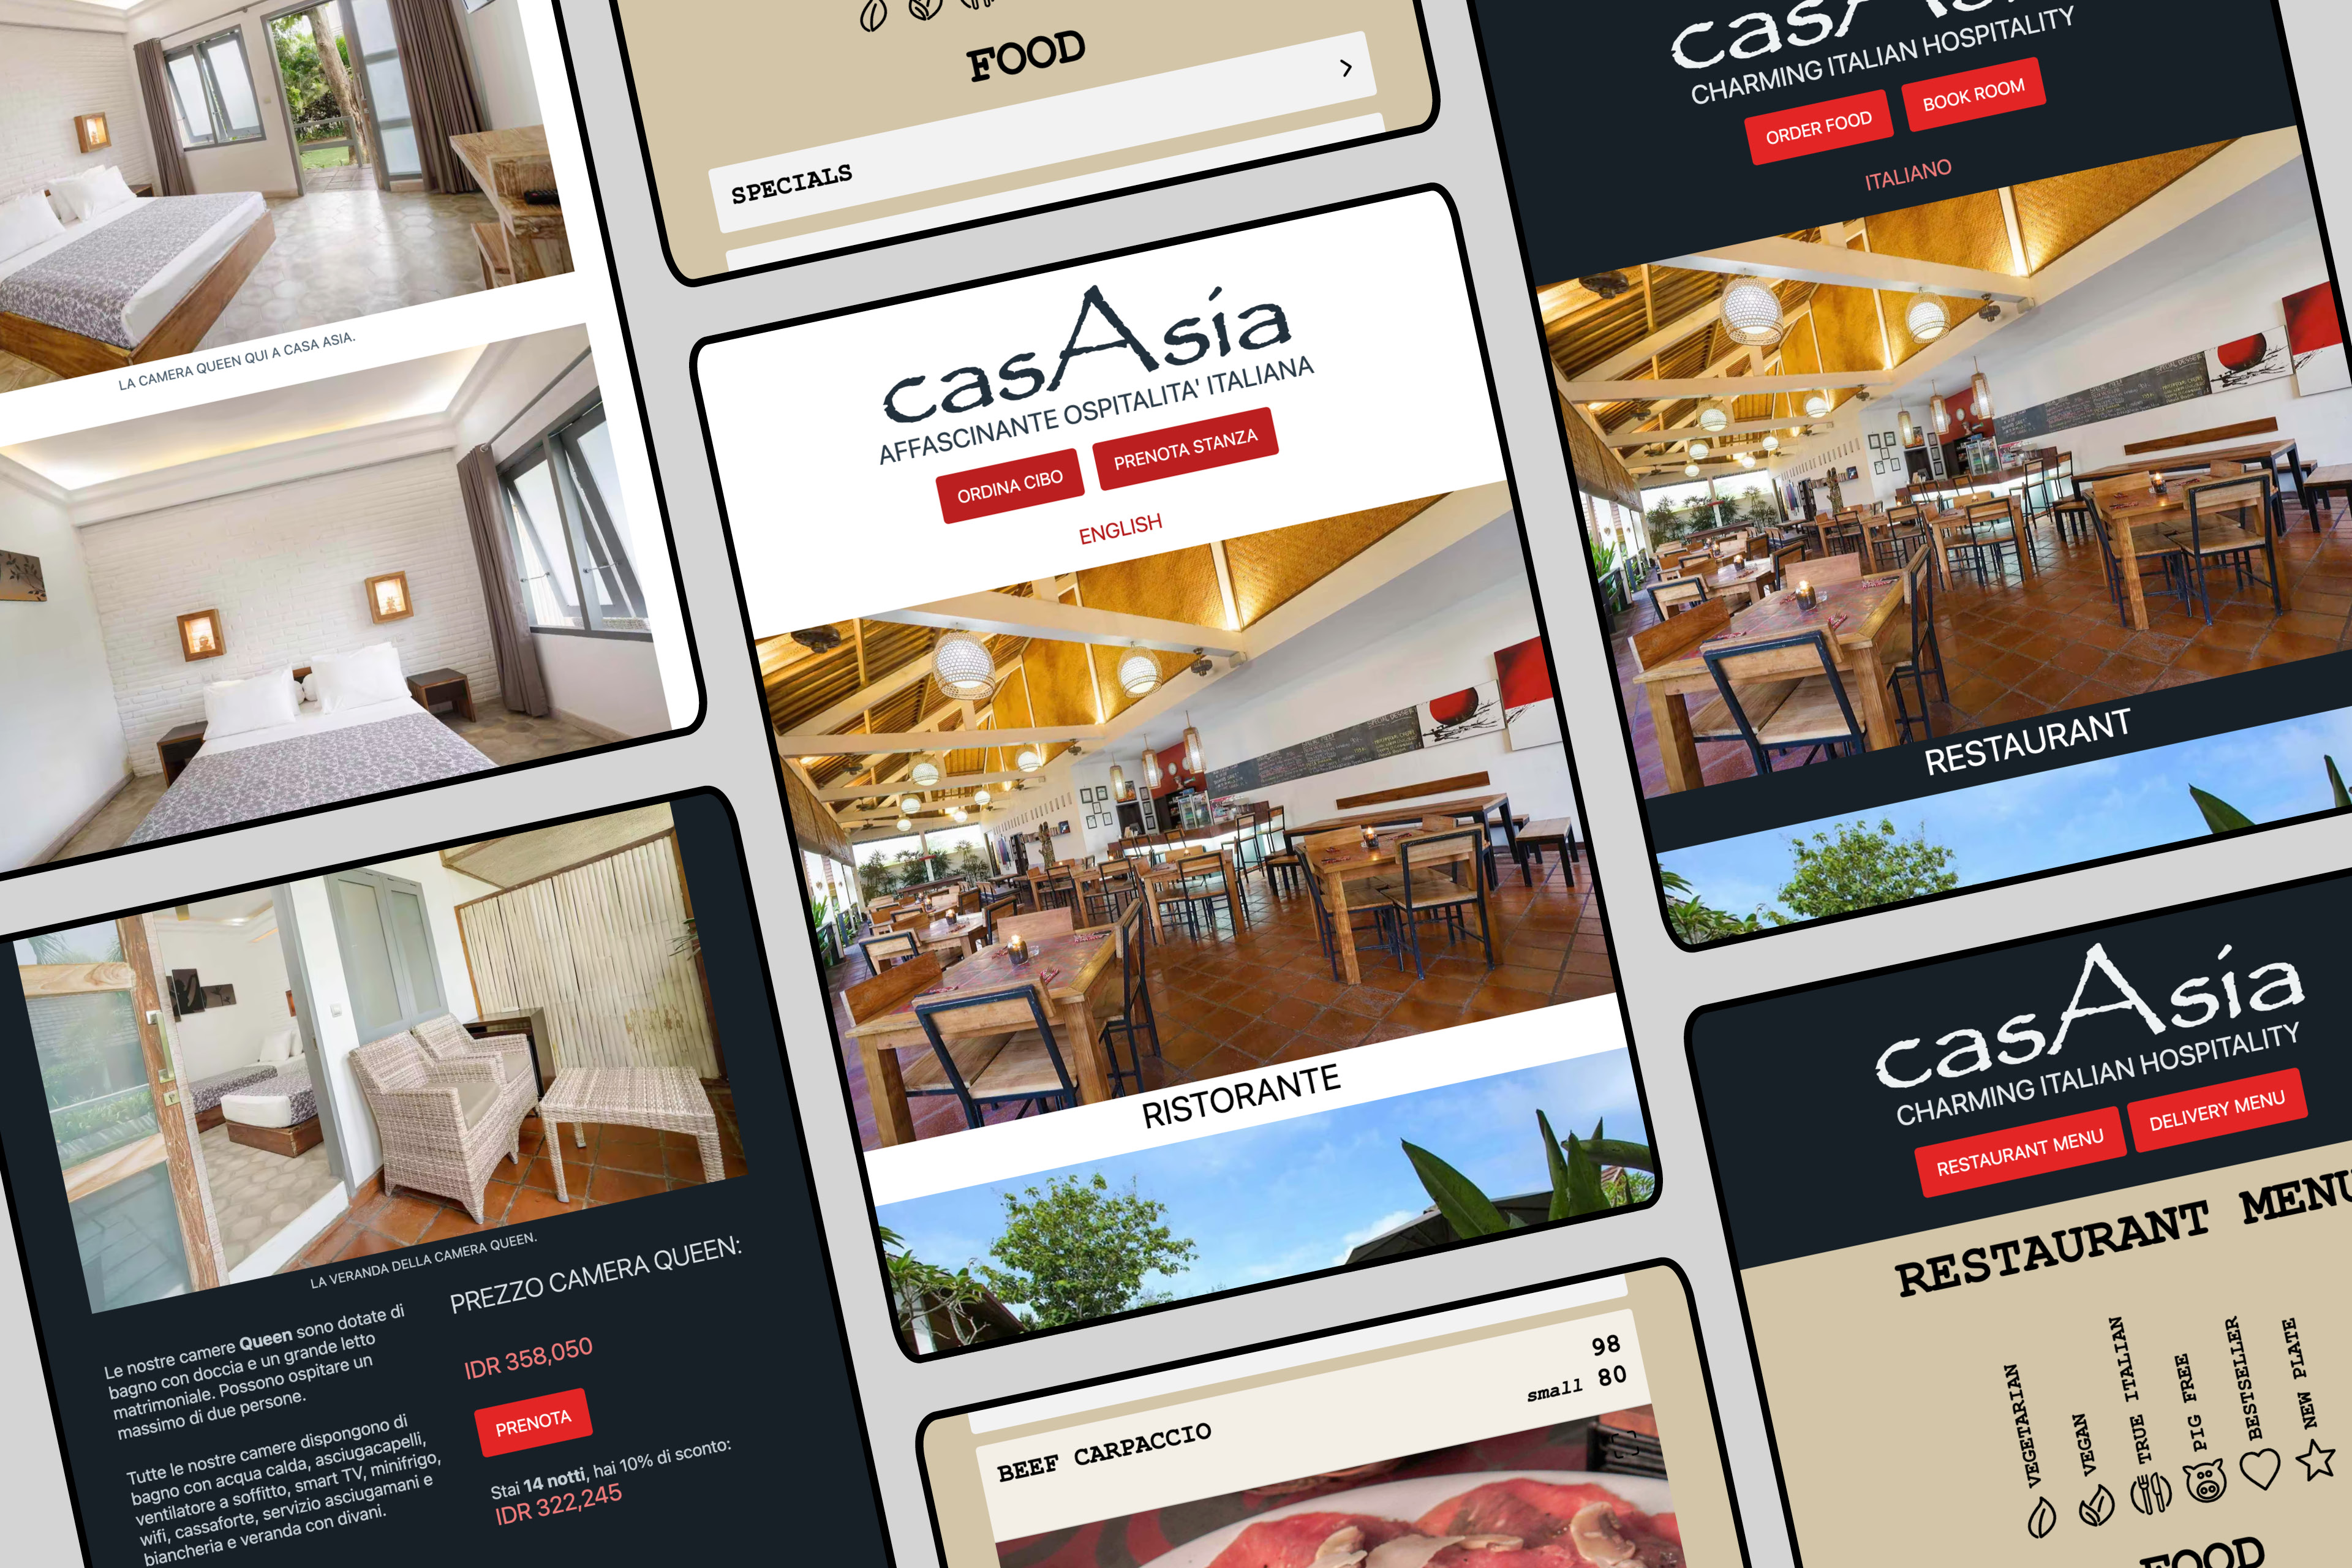 LA CAMERA QUEEN QUI A CASA ASIA.
LA VERANDA DELLA CAMERA QUEEN.
Le nostre camere Queen sono dotate di
bagno con doccia e un grande letto
matrimoniale. Possono ospitare un
massimo di due persone.
Tutte le nostre camere dispongono di
bagno con acqua calda, asciugacapelli,
ventilatore a soffitto, smart TV, minifrigo,
wifi, cassaforte, servizio asciugamani e
biancheria e veranda con divani.
PREZZO CAMERA QUEEN:
IDR 358,050
PRENOTA
Stai 14 notti, hai 10% di sconto:
IDR 322,245
FOOD
SPECIALS
casAsia
AFFASCINANTE OSPITALITA' ITALIANA
ORDINA CIBO
PRENOTA STANZA
ENGLISH
RISTORANTE
BEEF CARPACCIO
98
small 80
casAsia
CHARMING ITALIAN HOSPITALITY
ORDER FOOD
BOOK ROOM
ITALIANO
RESTAURANT
casAsia
CHARMING ITALIAN HOSPITALITY
RESTAURANT MENU
DELIVERY MENU
RESTAURANT MENU
VEGETARIAN
VEGAN
TRUE ITALIAN
PIG FREE
BESTSELLER
NEW PLATE
FOOD